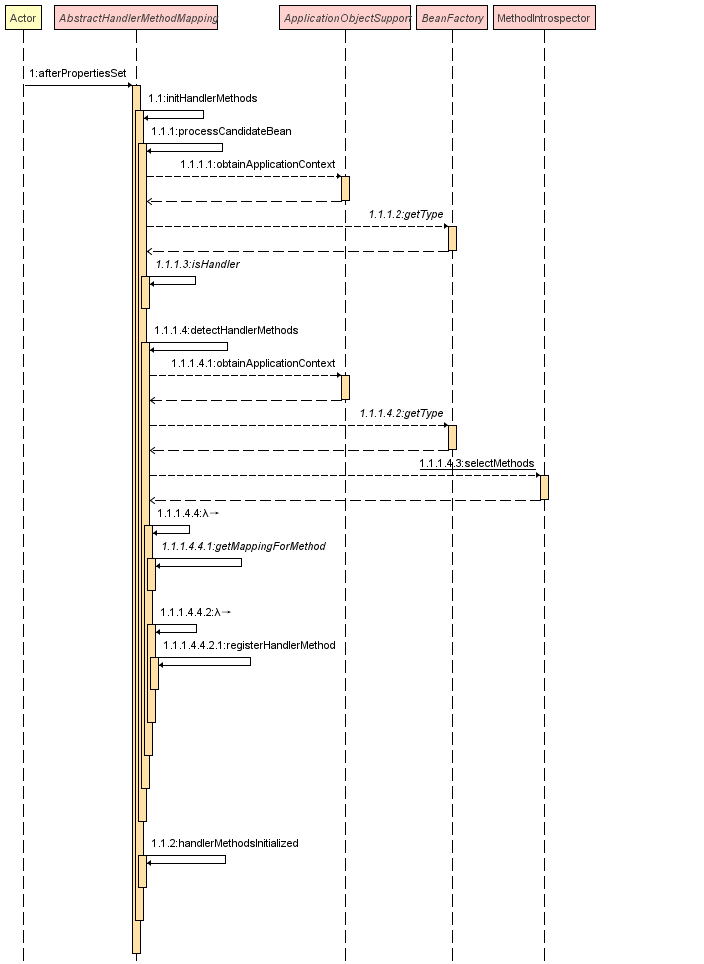 Actor
AbstractHandlerMethodMapping
ApplicationObjectSupport
BeanFactory
MethodIntrospector
1:afterPropertiesSet
1.1:initHandlerMethods
1.1.1:processCandidateBean
1.1.1.1:obtainApplicationContext
1.1.1.2:getType
1.1.1.3:isHandler
1.1.1.4:detectHandlerMethods
1.1.1.4.1:obtainApplicationContext
1.1.1.4.2:getType
1.1.1.4.3:selectMethods
1.1.1.4.4:λ→
1.1.1.4.4.1:getMappingForMethod
1.1.1.4.4.2:λ→
1.1.1.4.4.2.1:registerHandlerMethod
1.1.2:handlerMethodsInitialized